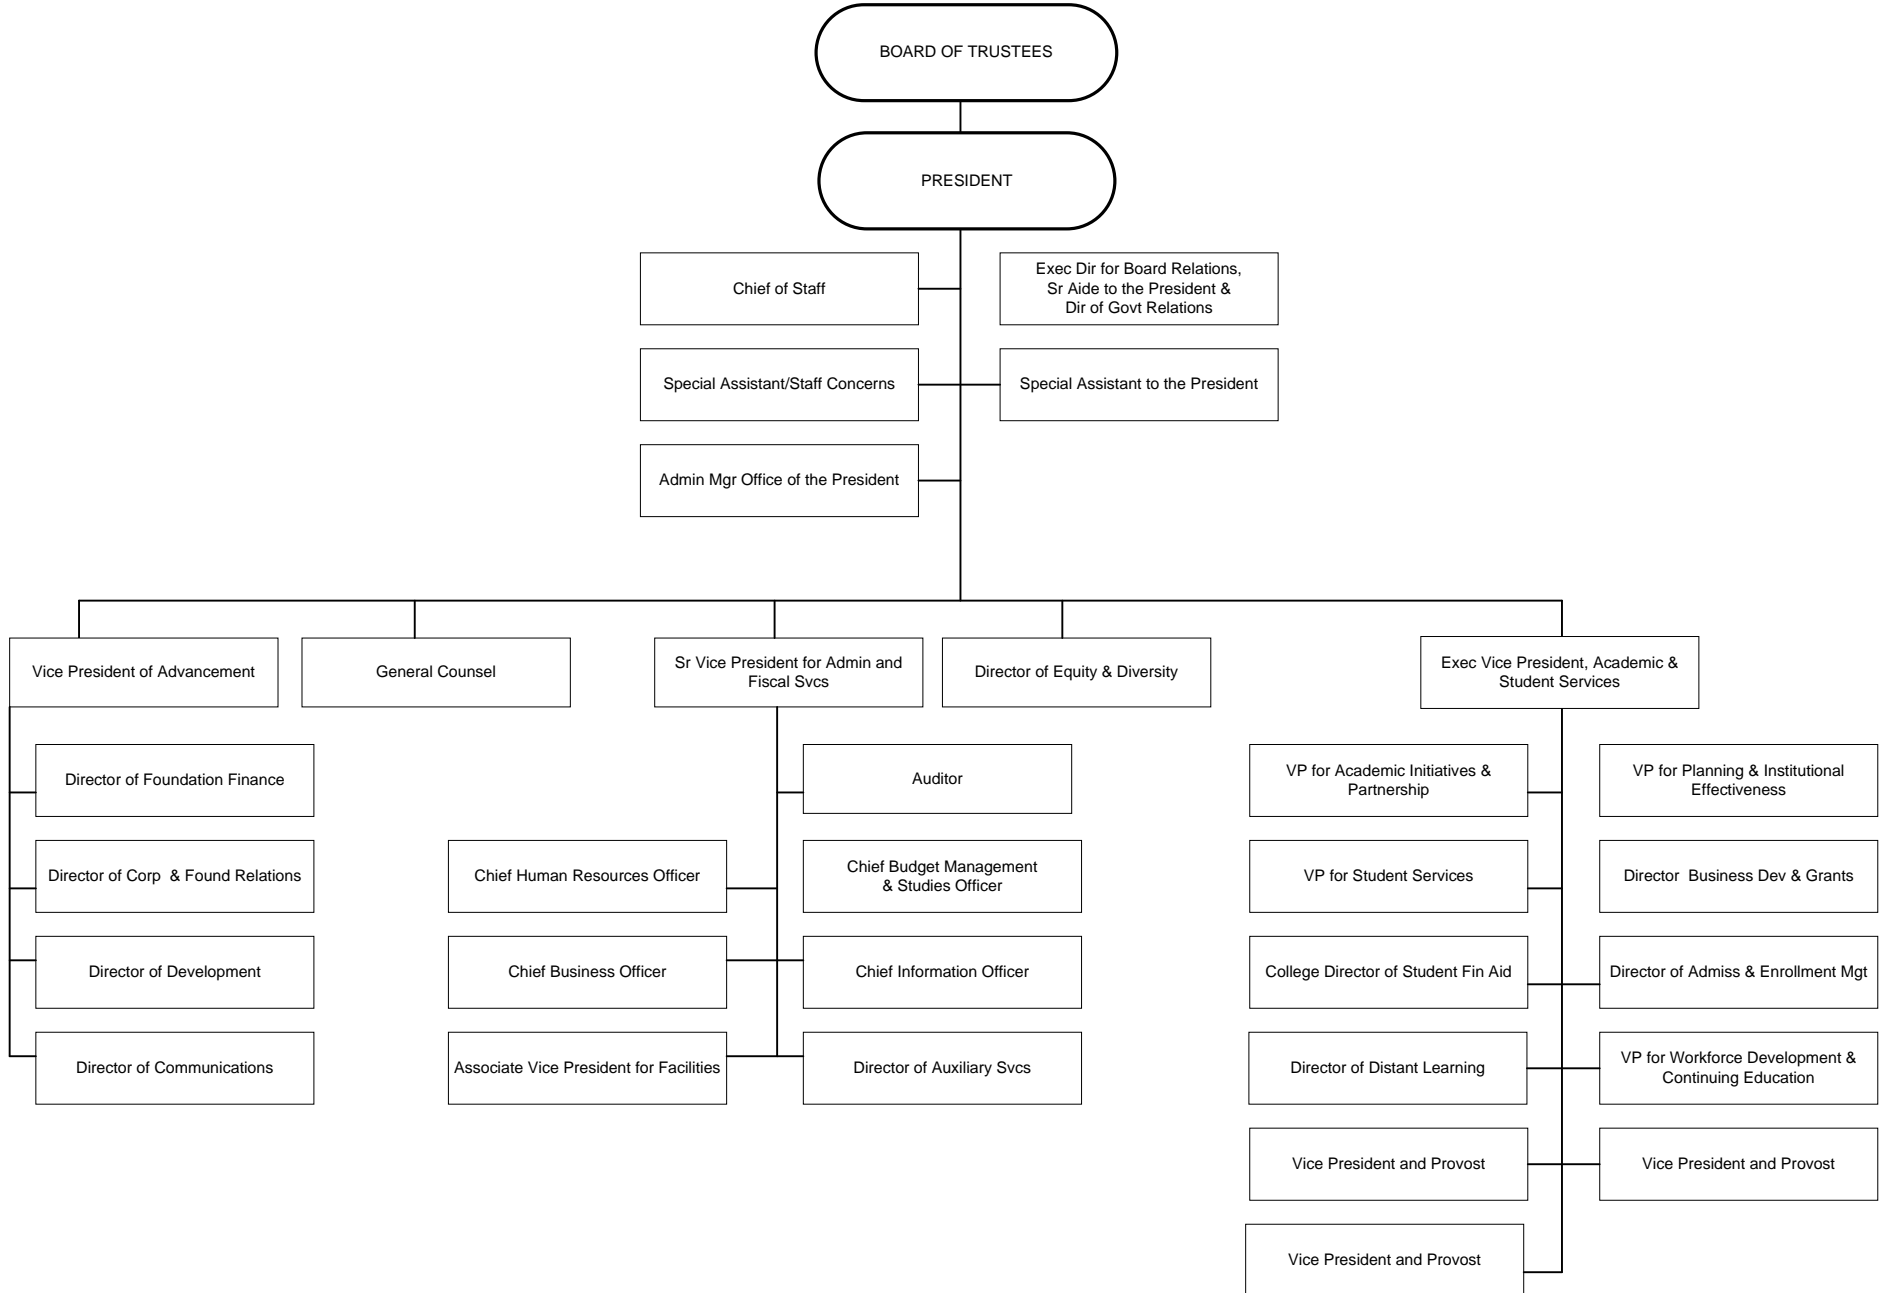 BOARD OF TRUSTEES
PRESIDENT
Chief of Staff
Exec Dir for Board Relations,
Sr Aide to the President &
Dir of Govt Relations
Special Assistant/Staff Concerns
Special Assistant to the President
Admin Mgr Office of the President
Vice President of Advancement
General Counsel
Sr Vice President for Admin and
Fiscal Svcs
Director of Equity & Diversity
Exec Vice President, Academic &
Student Services
Director of Foundation Finance
Director of Corp & Found Relations
Director of Development
Director of Communications
Auditor
Chief Human Resources Officer
Chief Budget Management
& Studies Officer
Chief Business Officer
Chief Information Officer
Associate Vice President for Facilities
Director of Auxiliary Svcs
VP for Academic Initiatives &
Partnership
VP for Planning & Institutional
Effectiveness
VP for Student Services
Director Business Dev & Grants
College Director of Student Fin Aid
Director of Admiss & Enrollment Mgt
Director of Distant Learning
VP for Workforce Development &
Continuing Education
Vice President and Provost
Vice President and Provost
Vice President and Provost